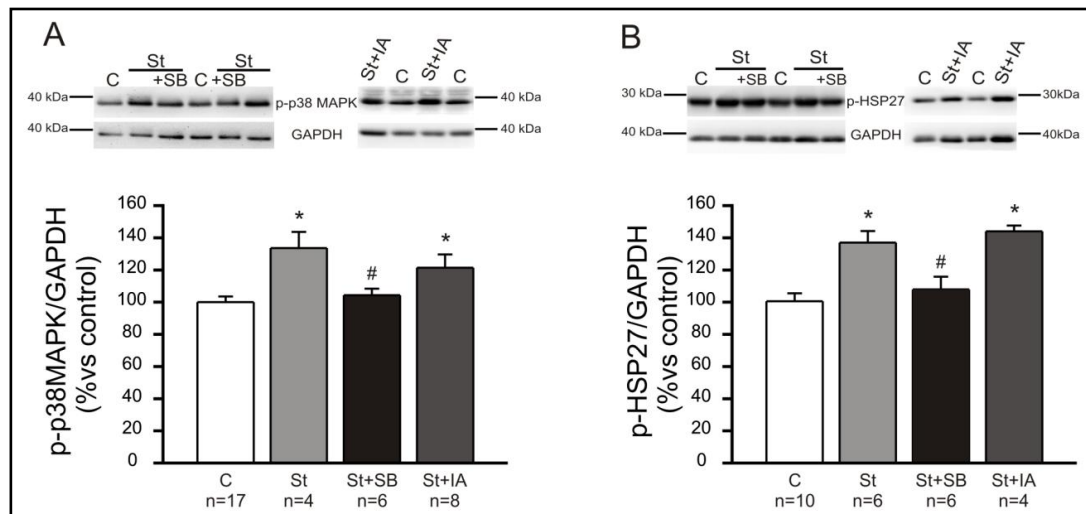 A
St
St
C +SB C +SB
St+IA C St+IA C
40 kDa
p-p38 MAPK
40 kDa
40 kDa
GAPDH
40 kDa
p-p38MAPK/GAPDH
(%vs control)
160
140
120
100
80
60
40
20
0
*
#
*
C St St+SB St+IA
n=17 n=4 n=6 n=8
B
St
St
C +SB C +SB
C St+IA C St+IA
30 kDa
p-HSP27
30kDa
40 kDa
GAPDH
40kDa
p-HSP27/GAPDH
(%vs control)
160
140
120
100
80
60
40
20
0
*
#
*
C St St+SB St+IA
n=10 n=6 n=6 n=4